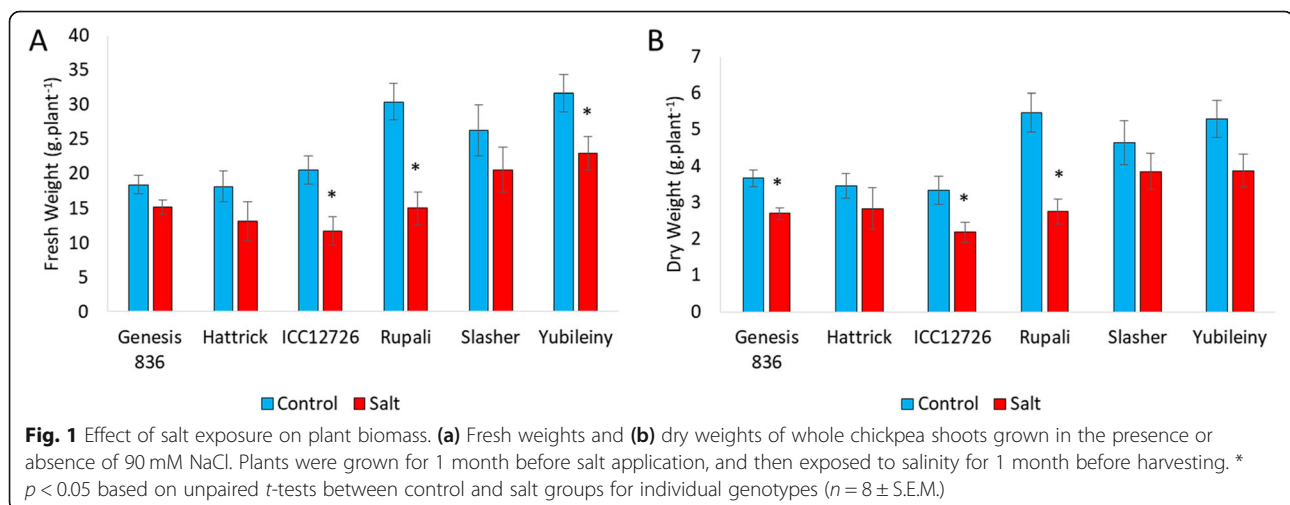 A
Fresh Weight (g.plant⁻¹)
40
35
30
25
20
15
10
5
0
* * *
Genesis 836 Hattrick ICC12726 Rupali Slasher Yubileiny
Control Salt
B
Dry Weight (g.plant⁻¹)
7
6
5
4
3
2
1
0
* * *
Genesis 836 Hattrick ICC12726 Rupali Slasher Yubileiny
Control Salt
Fig. 1 Effect of salt exposure on plant biomass. (a) Fresh weights and (b) dry weights of whole chickpea shoots grown in the presence or
absence of 90 mM NaCl. Plants were grown for 1 month before salt application, and then exposed to salinity for 1 month before harvesting. *
p < 0.05 based on unpaired t-tests between control and salt groups for individual genotypes (n = 8 ± S.E.M.)